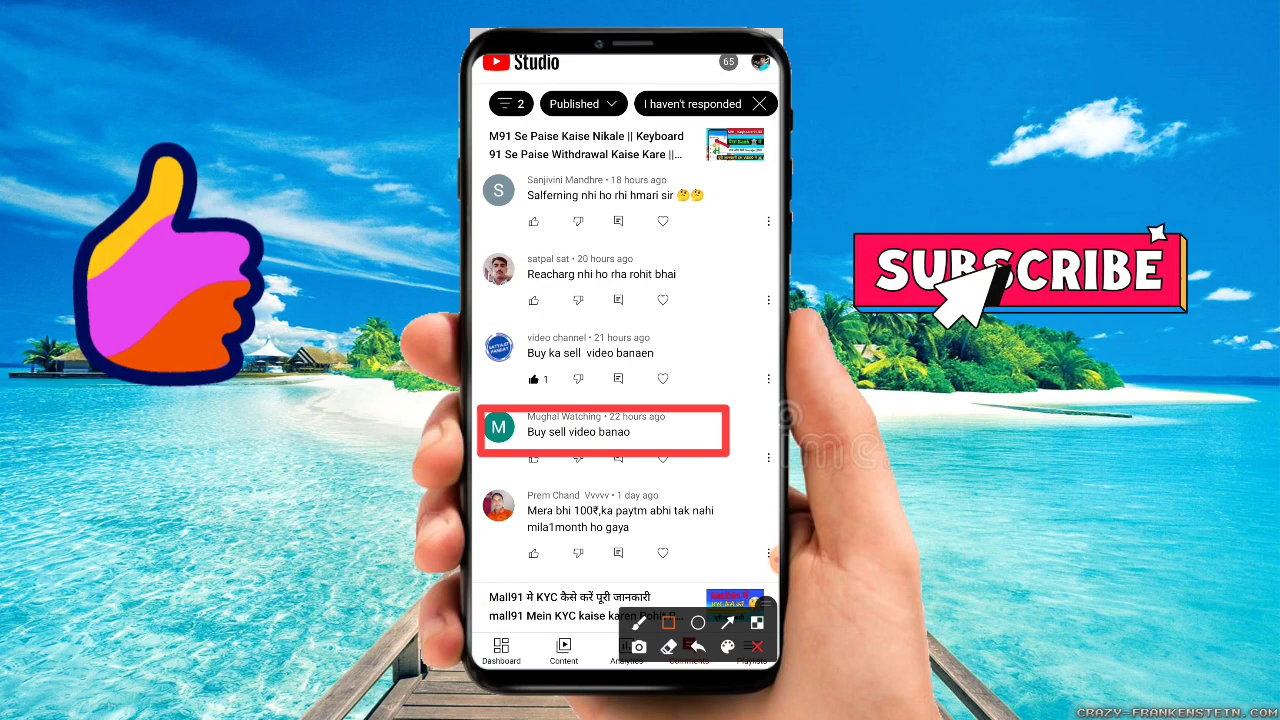 Studio
65
2
Published
I haven't responded
M91 Se Paise Kaise Nikale || Keyboard
91 Se Paise Withdrawal Kaise Kare ||...
S
Sanjivini Mandhre • 18 hours ago
Salferning nhi ho rhi hmari sir 🤔🤔
satpal sat • 20 hours ago
Reacharg nhi ho rha rohit bhai
video channel • 21 hours ago
Buy ka sell video banaen
1
M
Mughal Watching • 22 hours ago
Buy sell video banao
Prem Chand Vvvvv • 1 day ago
Mera bhi 100₹,ka paytm abhi tak nahi
mila1month ho gaya
Mall91 मे KYC कैसे करें पूरी जानकारी
mall91 Mein KYC kaise karen Rohit R...
Dashboard
Content
Analytics
Comments
Playlists
SUBSCRIBE
CRAZY-FRANKENSTEIN.COM